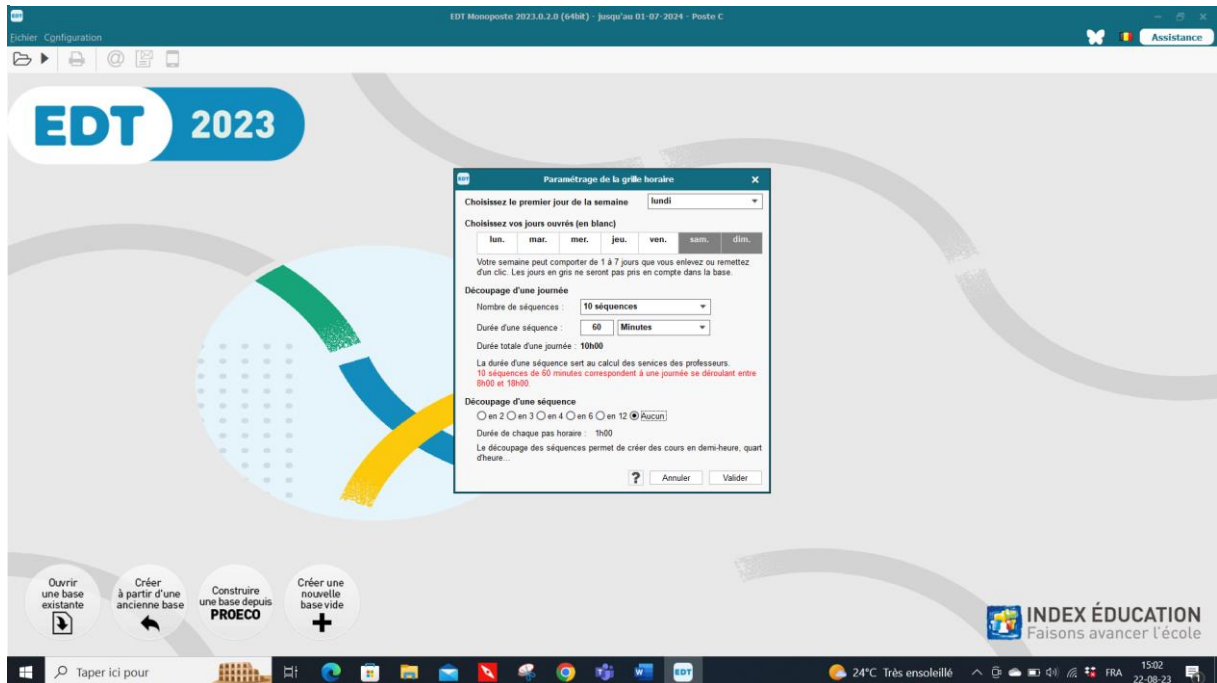 EDT Monoposte 2023.0.2.0 (64bit) - jusqu'au 01-07-2024 - Poste C
Fichier Configuration
Assistance
EDT 2023
EDT
Paramétrage de la grille horaire
Choisissez le premier jour de la semaine lundi
Choisissez vos jours ouvrés (en blanc)
lun. mar. mer. jeu. ven. sam. dim.
Votre semaine peut comporter de 1 à 7 jours que vous enlevez ou remettez
d'un clic. Les jours en gris ne seront pas pris en compte dans la base.
Découpage d'une journée
Nombre de séquences : 10 séquences
Durée d'une séquence : 60 Minutes
Durée totale d'une journée : 10h00
La durée d'une séquence sert au calcul des services des professeurs.
10 séquences de 60 minutes correspondent à une journée se déroulant entre
8h00 et 18h00.
Découpage d'une séquence
en 2 en 3 en 4 en 6 en 12 Aucun
Durée de chaque pas horaire : 1h00
Le découpage des séquences permet de créer des cours en demi-heure, quart
d'heure...
? Annuler Valider
Ouvrir
une base
existante
Créer
à partir d'une
ancienne base
Construire
une base depuis
PROECO
Créer une
nouvelle
base vide
INDEX ÉDUCATION
Faisons avancer l'école
Taper ici pour
EDT
24°C Très ensoleillé
FRA
15:02
22-08-23